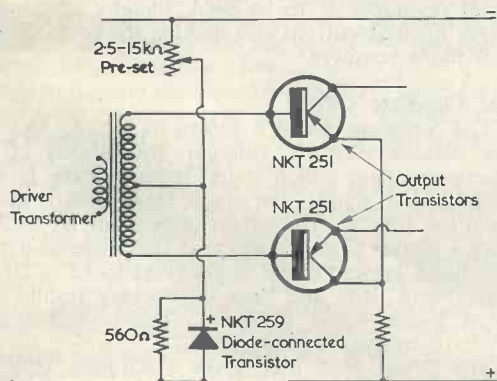 −
2·5–15kΩ
Pre-set
NKT 251
Driver
Transformer
Output
Transistors
NKT 251
560Ω
+
NKT 259
Diode-connected
Transistor
+